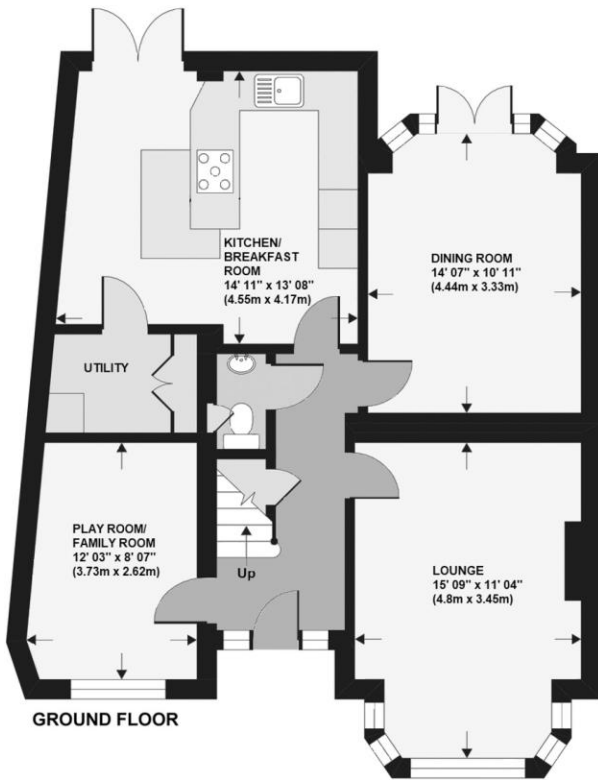 KITCHEN/
BREAKFAST
ROOM
14' 11" x 13' 08"
(4.55m x 4.17m)
DINING ROOM
14' 07" x 10' 11"
(4.44m x 3.33m)
UTILITY
PLAY ROOM/
FAMILY ROOM
12' 03" x 8' 07"
(3.73m x 2.62m)
Up
LOUNGE
15' 09" x 11' 04"
(4.8m x 3.45m)
GROUND FLOOR